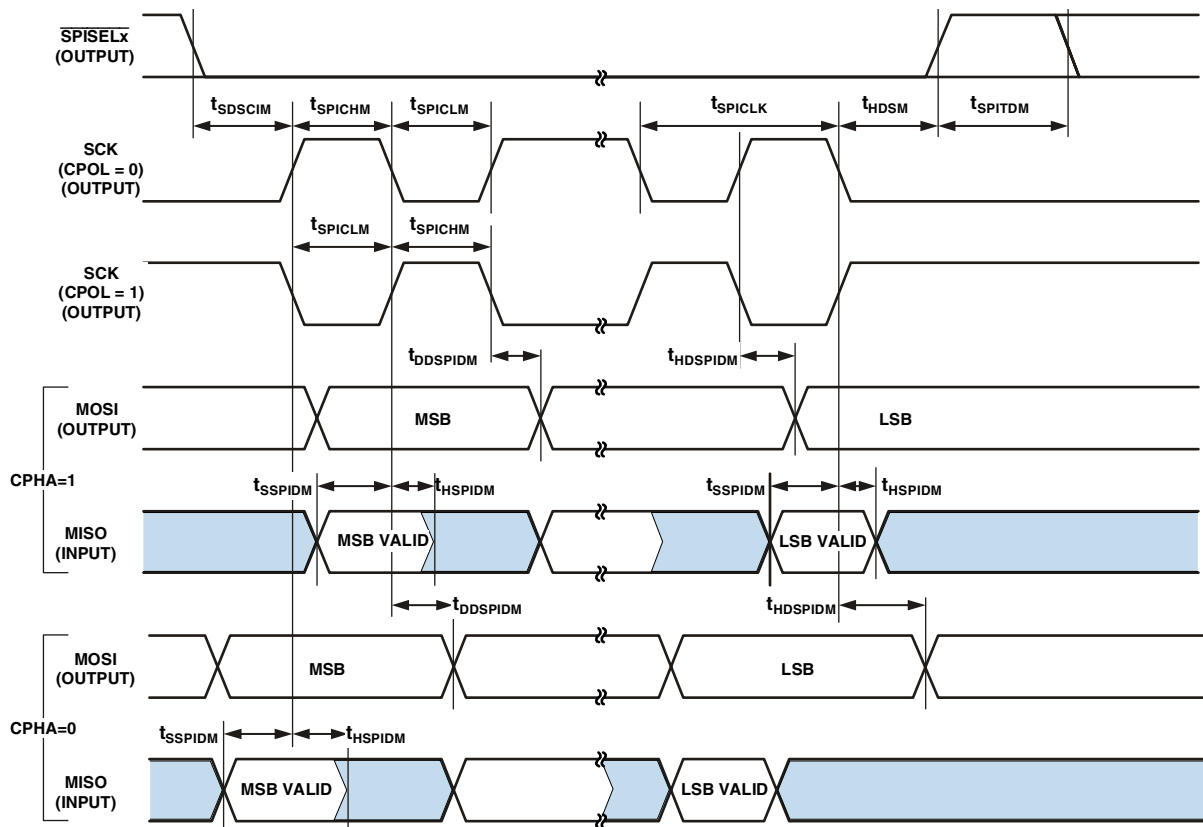 SPISELx
(OUTPUT)
tSDSCIM
tSPICHM
tSPICLM
tSPICLK
tHDSM
tSPITDM
SCK
(CPOL = 0)
(OUTPUT)
tSPICLM
tSPICHM
SCK
(CPOL = 1)
(OUTPUT)
tDDSPIDM
tHDSPIDM
CPHA=1
MOSI
(OUTPUT)
MSB
LSB
tSSPIDM
tHSPIDM
tSSPIDM
tHSPIDM
MISO
(INPUT)
MSB VALID
LSB VALID
tDDSPIDM
tHDSPIDM
CPHA=0
MOSI
(OUTPUT)
MSB
LSB
tSSPIDM
tHSPIDM
MISO
(INPUT)
MSB VALID
LSB VALID